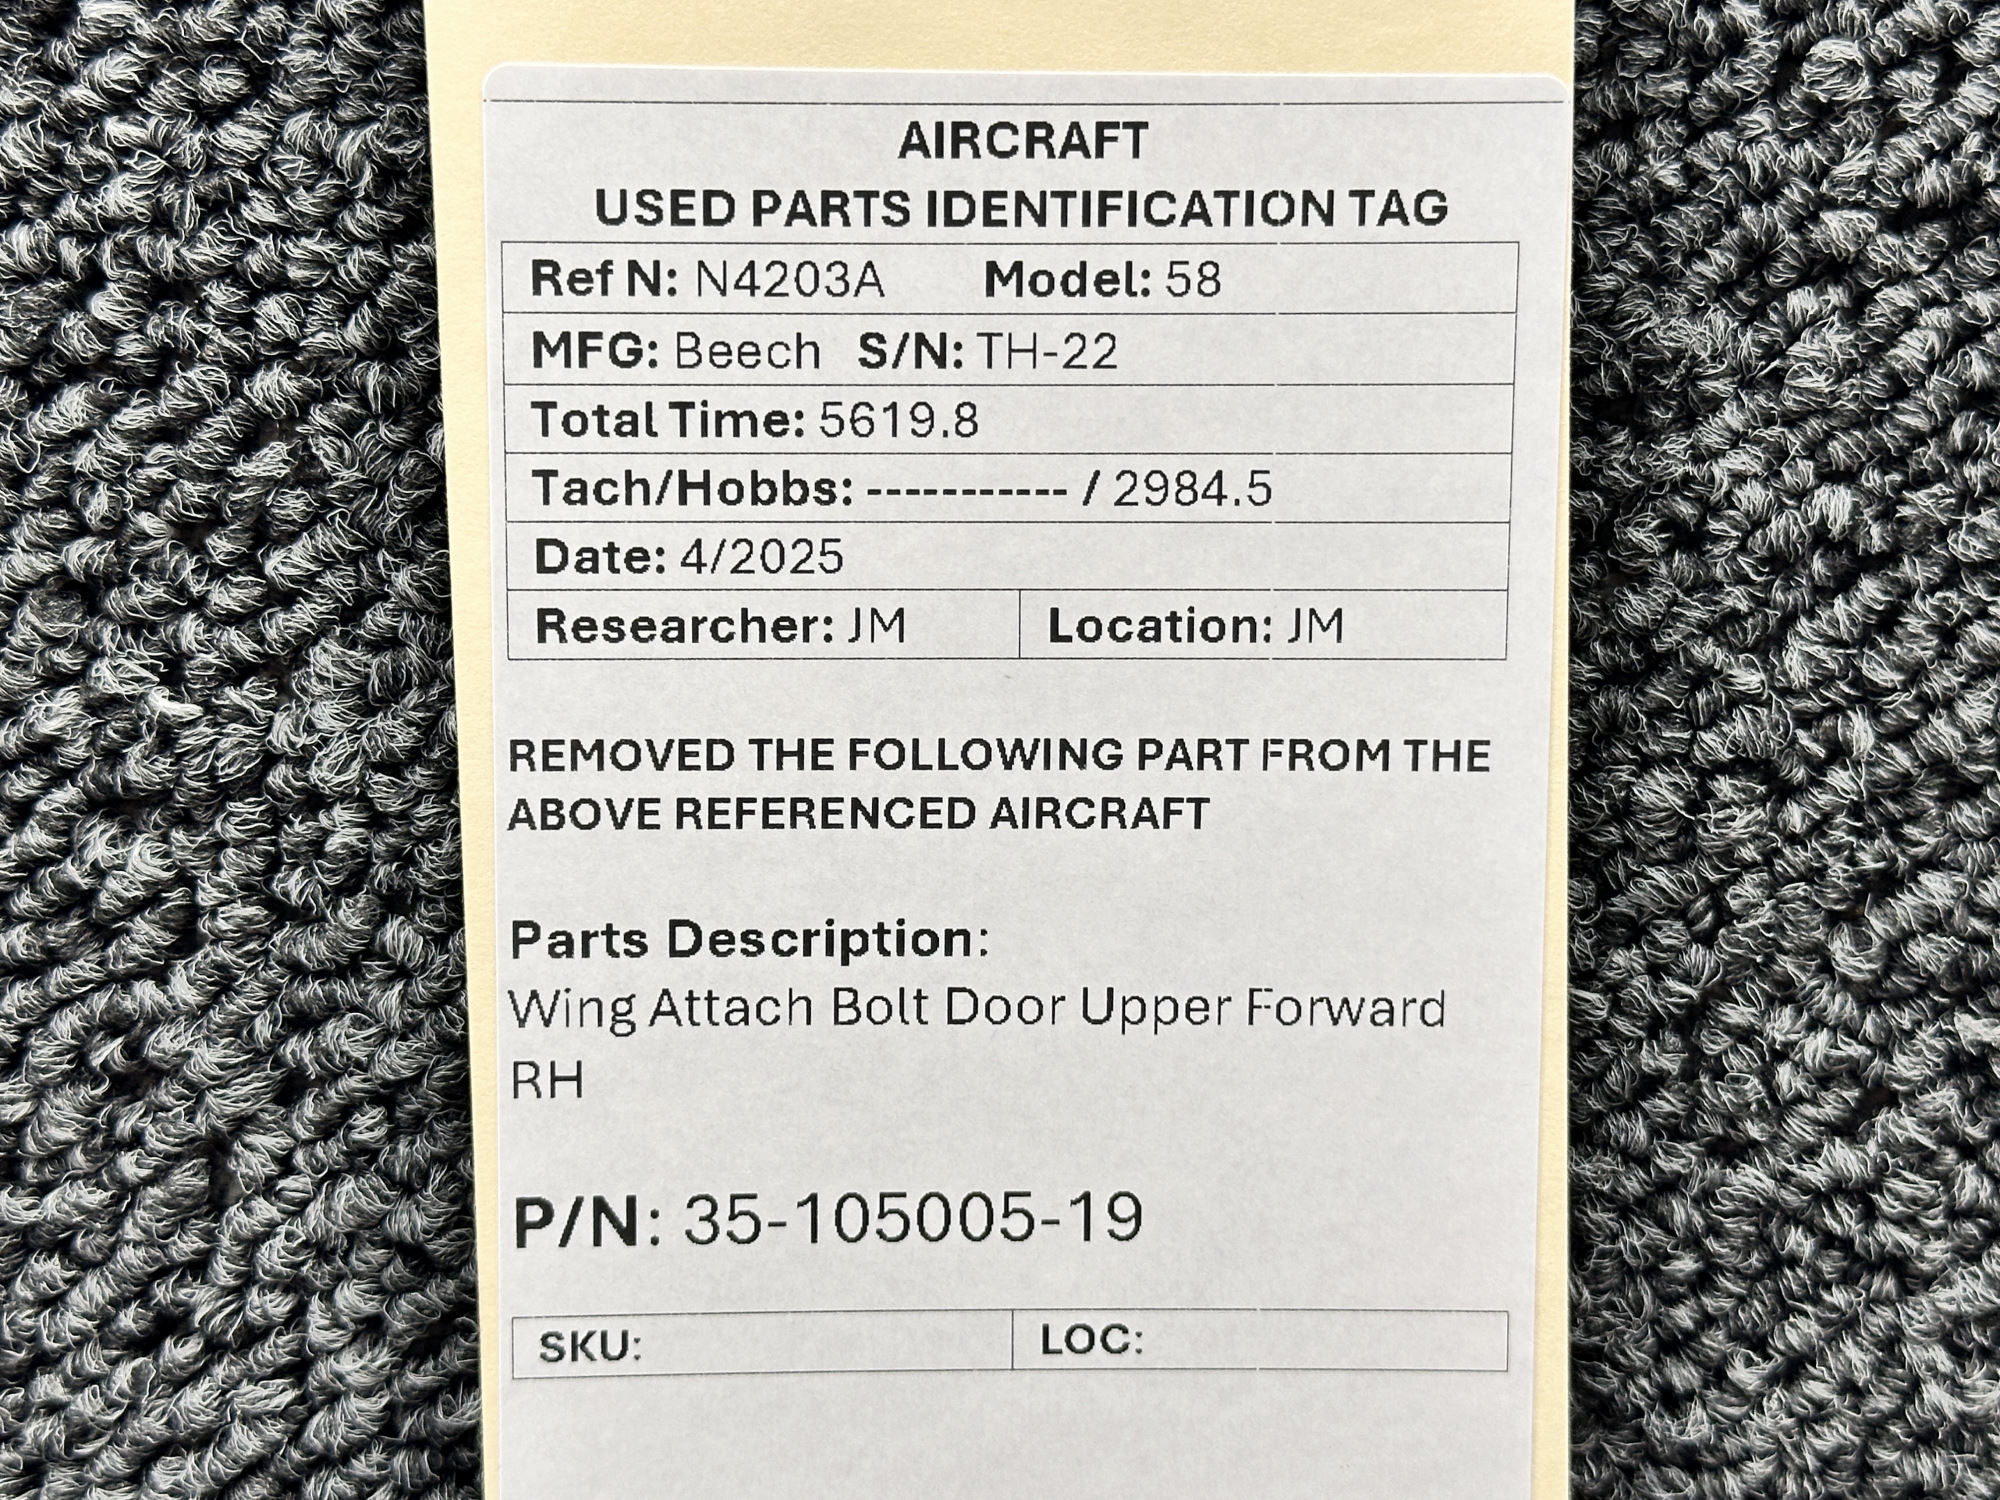 AIRCRAFT
USED PARTS IDENTIFICATION TAG
Ref N: N4203A Model: 58
MFG: Beech S/N: TH-22
Total Time: 5619.8
Tach/Hobbs: ----------- / 2984.5
Date: 4/2025
Researcher: JM Location: JM
REMOVED THE FOLLOWING PART FROM THE
ABOVE REFERENCED AIRCRAFT
Parts Description:
Wing Attach Bolt Door Upper Forward
RH
P/N: 35-105005-19
SKU: LOC: